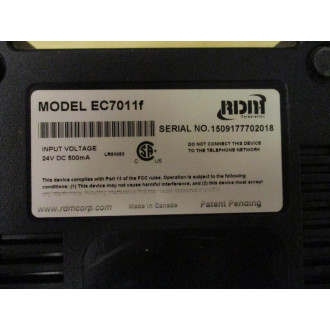 MODEL EC7011f
RDM
Corporation
SERIAL NO. 1509177702018
INPUT VOLTAGE
24V DC 500mA
C US
DO NOT CONNECT THIS DEVICE
TO THE TELEPHONE NETWORK
This device complies with Part 15 of the FCC rules. Operation is subject to the following
conditions: (1) This device may not cause harmful interference, and (2) this device must accept
www.rdmcorp.com
Made in Canada
Patent Pending